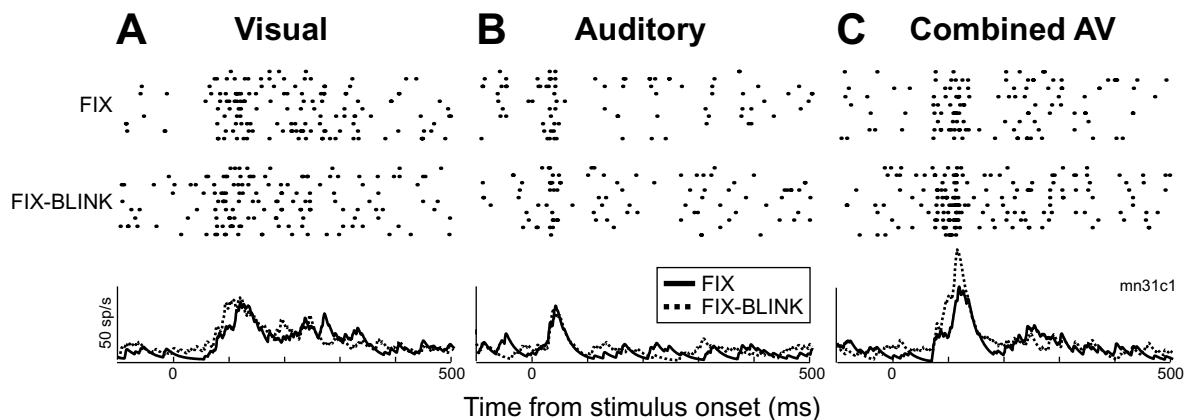 A Visual
B Auditory
C Combined AV
FIX
FIX-BLINK
50 sp/s
FIX
FIX-BLINK
mn31c1
0 500
0 500
0 500
Time from stimulus onset (ms)